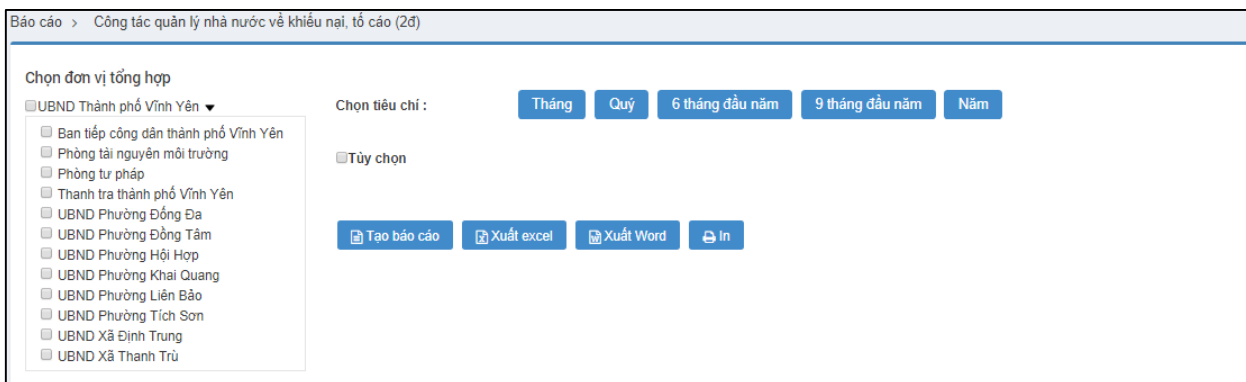 Báo cáo > Công tác quản lý nhà nước về khiếu nại, tố cáo (2đ)
Chọn đơn vị tổng hợp
UBND Thành phố Vĩnh Yên
Chọn tiêu chí :
Tháng
Quý
6 tháng đầu năm
9 tháng đầu năm
Năm
Ban tiếp công dân thành phố Vĩnh Yên
Phòng tài nguyên môi trường
Phòng tư pháp
Thanh tra thành phố Vĩnh Yên
UBND Phường Đống Đa
UBND Phường Đồng Tâm
UBND Phường Hội Hợp
UBND Phường Khai Quang
UBND Phường Liên Bảo
UBND Phường Tích Sơn
UBND Xã Định Trung
UBND Xã Thanh Trù
Tùy chọn
Tạo báo cáo
Xuất excel
Xuất Word
In